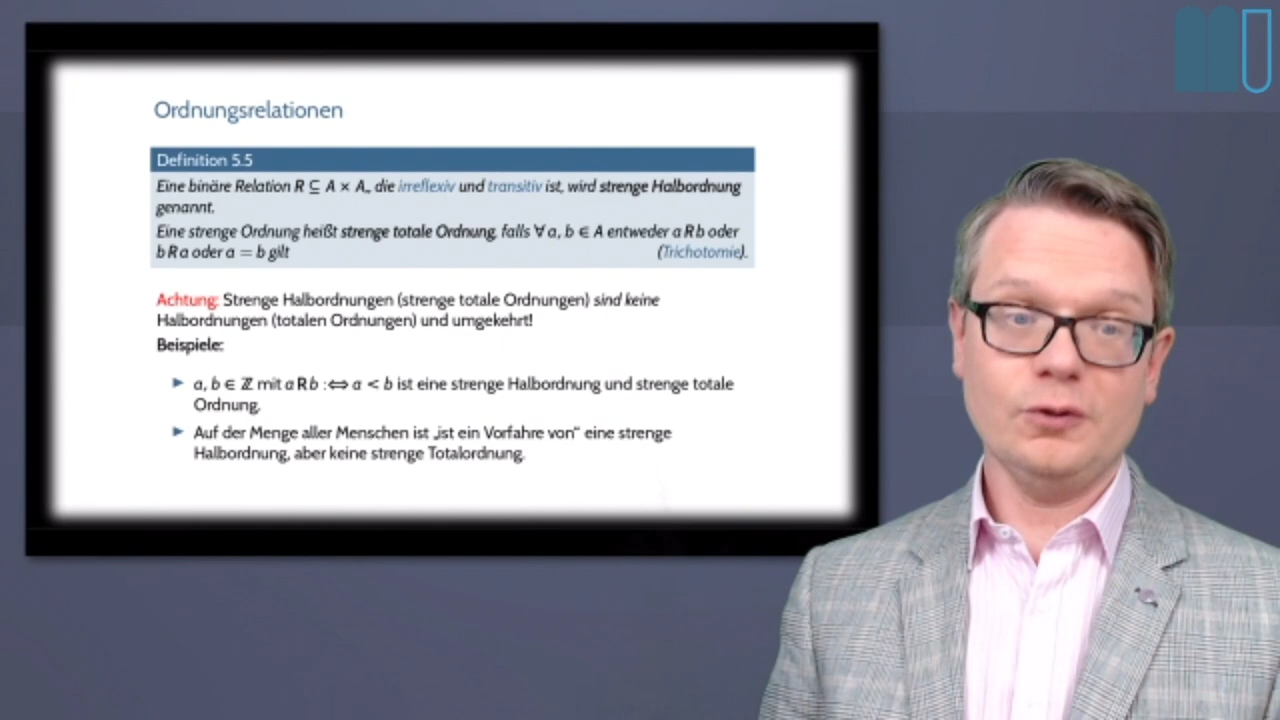 Ordnungsrelationen
Definition 5.5
Eine binäre Relation R ⊆ A × A,, die irreflexiv und transitiv ist, wird strenge Halbordnung
genannt.
Eine strenge Ordnung heißt strenge totale Ordnung, falls ∀ a, b ∈ A entweder a R b oder
b R a oder a = b gilt (Trichotomie).
Achtung: Strenge Halbordnungen (strenge totale Ordnungen) sind keine
Halbordnungen (totalen Ordnungen) und umgekehrt!
Beispiele:
▶ a, b ∈ ℤ mit a R b :⟺ a < b ist eine strenge Halbordnung und strenge totale
Ordnung.
▶ Auf der Menge aller Menschen ist „ist ein Vorfahre von“ eine strenge
Halbordnung, aber keine strenge Totalordnung.